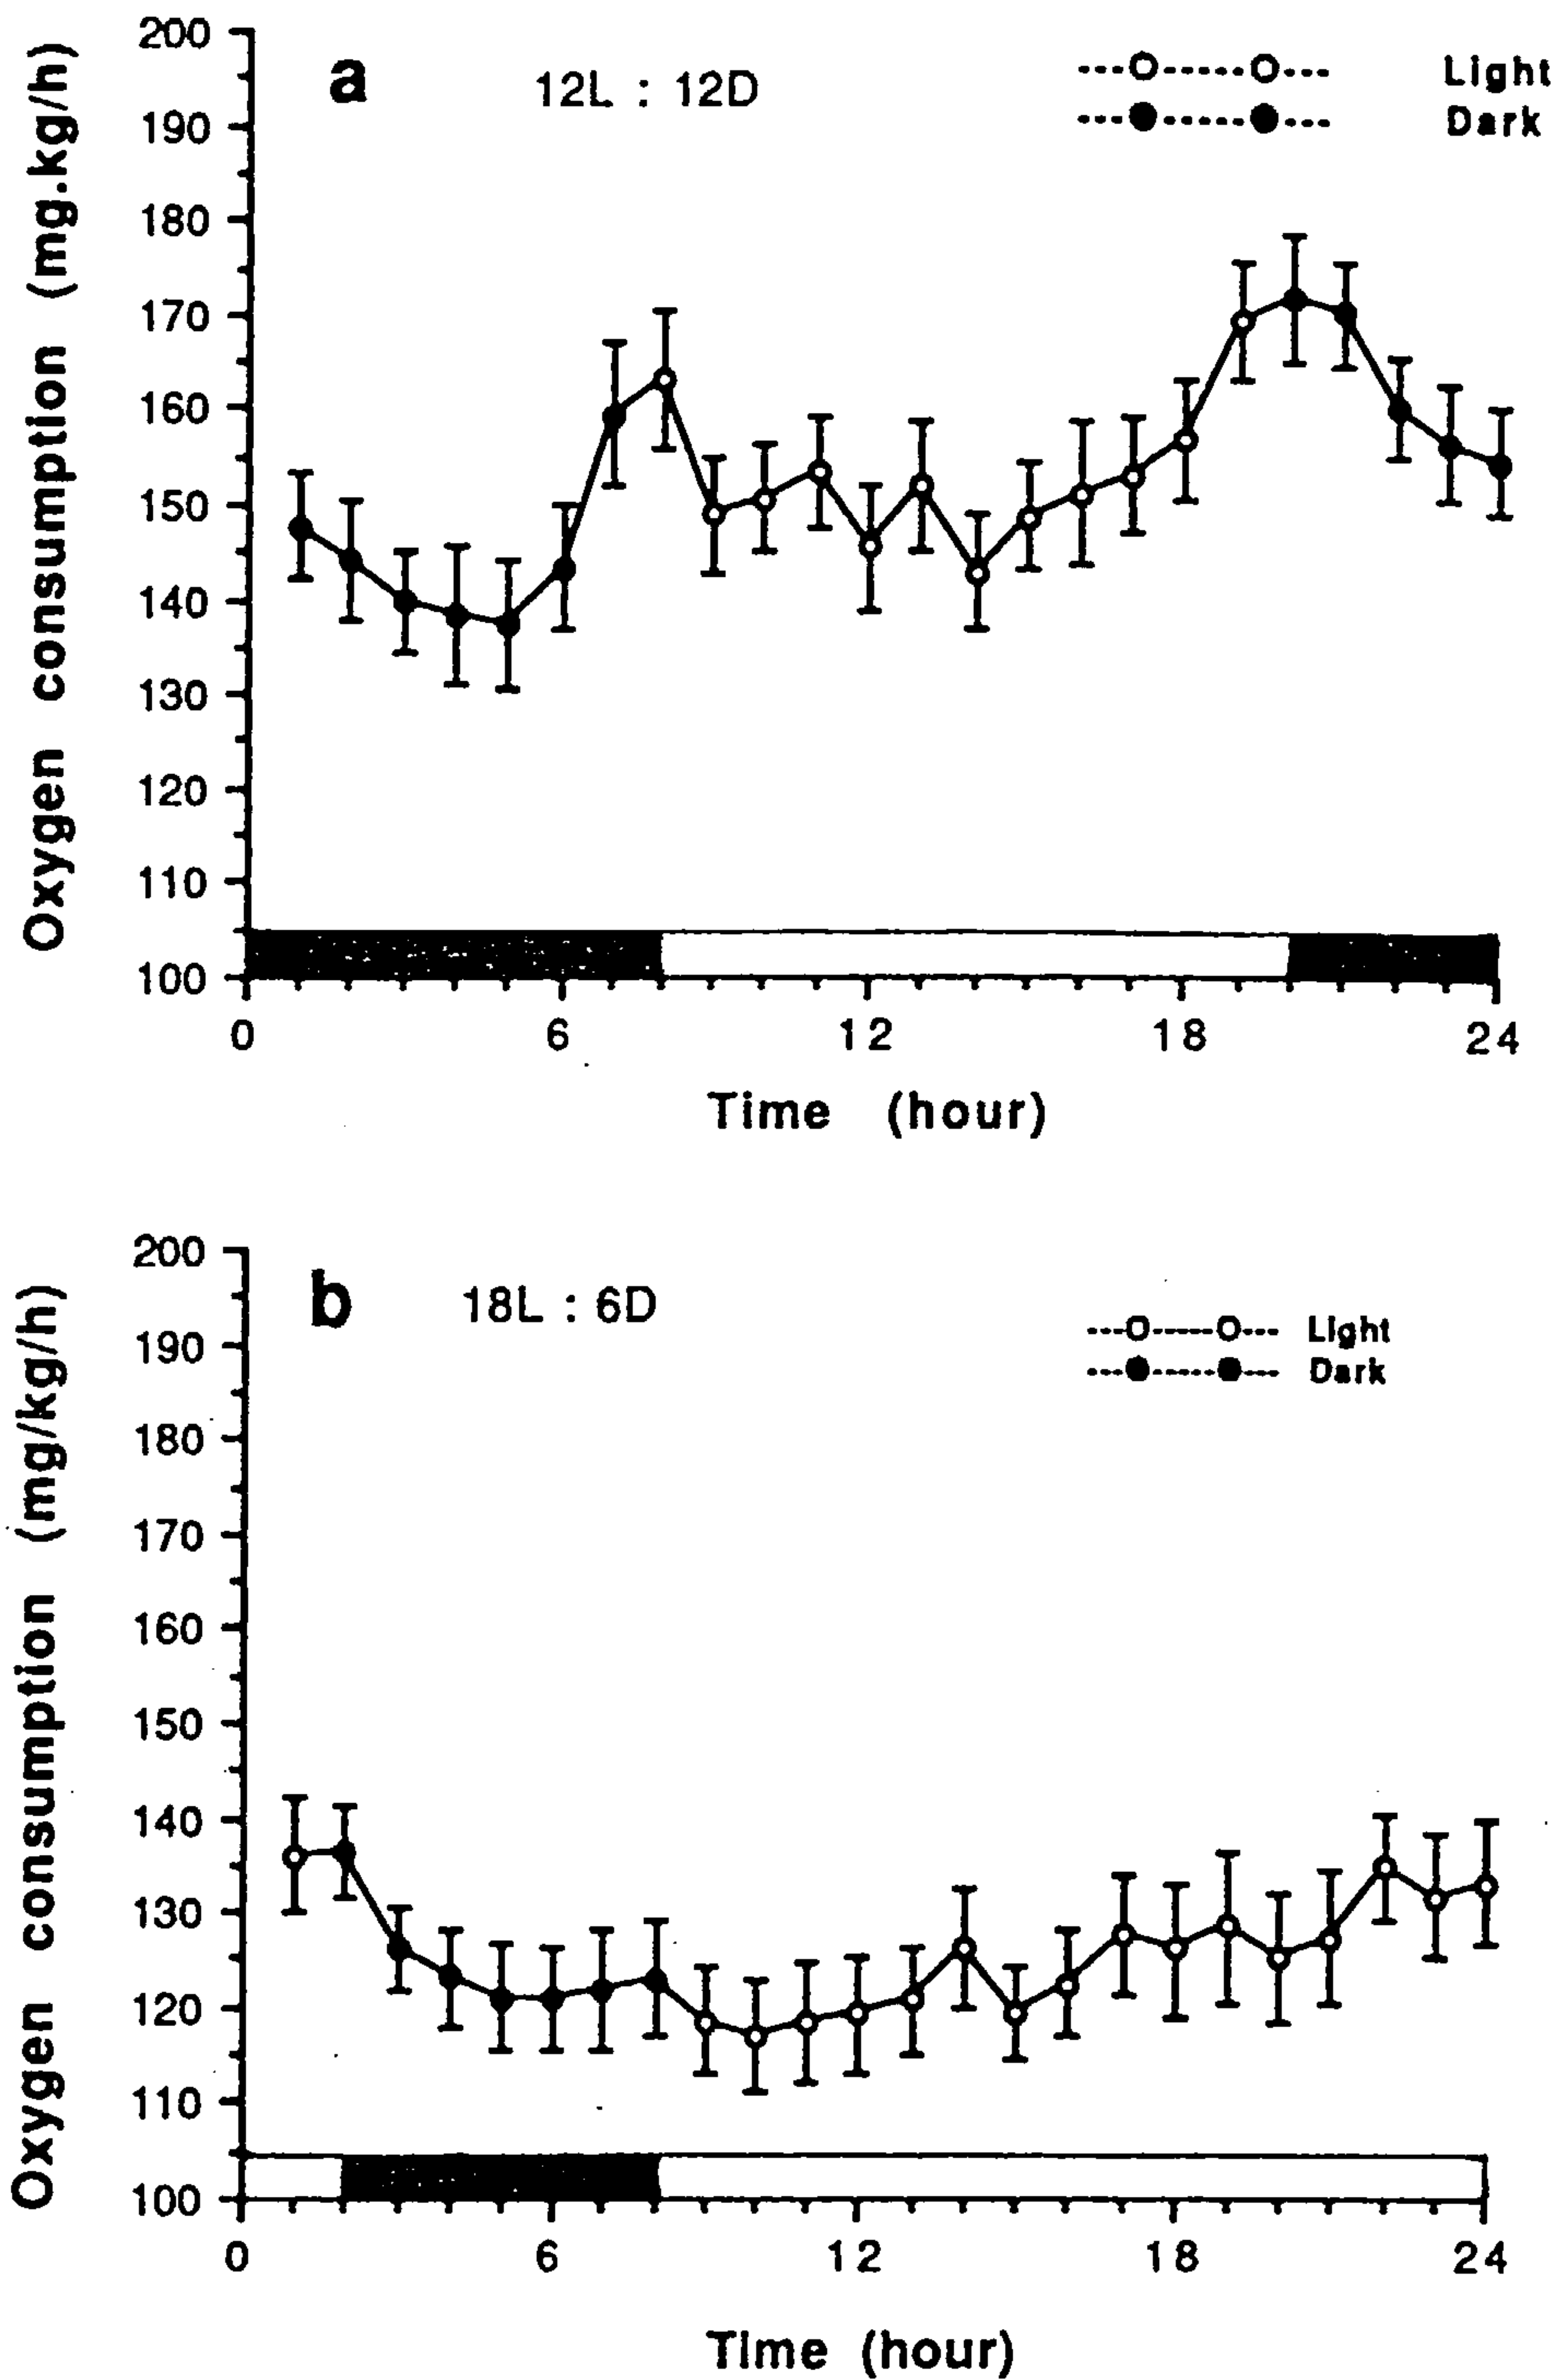 a
12L : 12D
Light
Dark
Oxygen consumption (mg.kg/h)
200
190
180
170
160
150
140
130
120
110
100
0 6 12 18 24
Time (hour)
b
18L : 6D
Light
Dark
Oxygen consumption (mg/kg/h)
200
190
180
170
160
150
140
130
120
110
100
0 6 12 18 24
Time (hour)